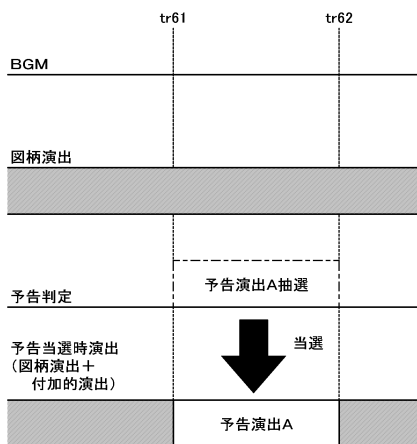 tr61
tr62
BGM
図柄演出
予告演出A抽選
予告判定
予告当選時演出
(図柄演出+
付加的演出)
当選
予告演出A